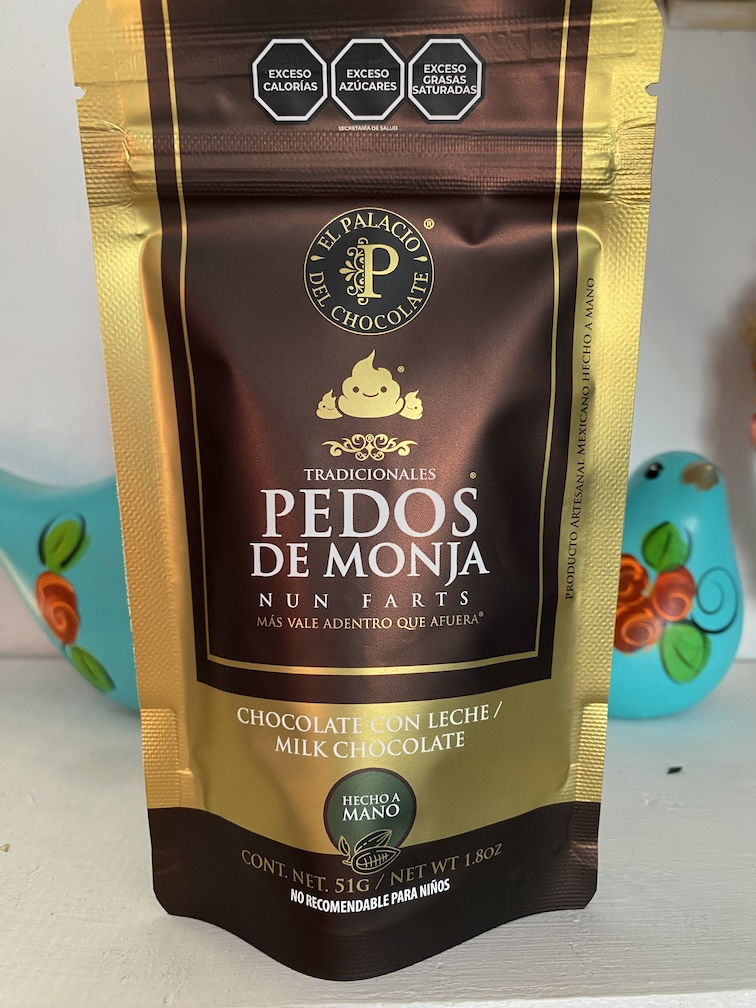 EXCESO
CALORÍAS
EXCESO
AZÚCARES
EXCESO
GRASAS
SATURADAS
SECRETARÍA DE SALUD
EL PALACIO
DEL CHOCOLATE
P
®
®
TRADICIONALES
PEDOS®
DE MONJA
NUN FARTS
MÁS VALE ADENTRO QUE AFUERA®
PRODUCTO ARTESANAL MEXICANO HECHO A MANO
CHOCOLATE CON LECHE /
MILK CHOCOLATE
HECHO A
MANO
CONT. NET. 51G / NET WT 1.8OZ
NO RECOMENDABLE PARA NIÑOS